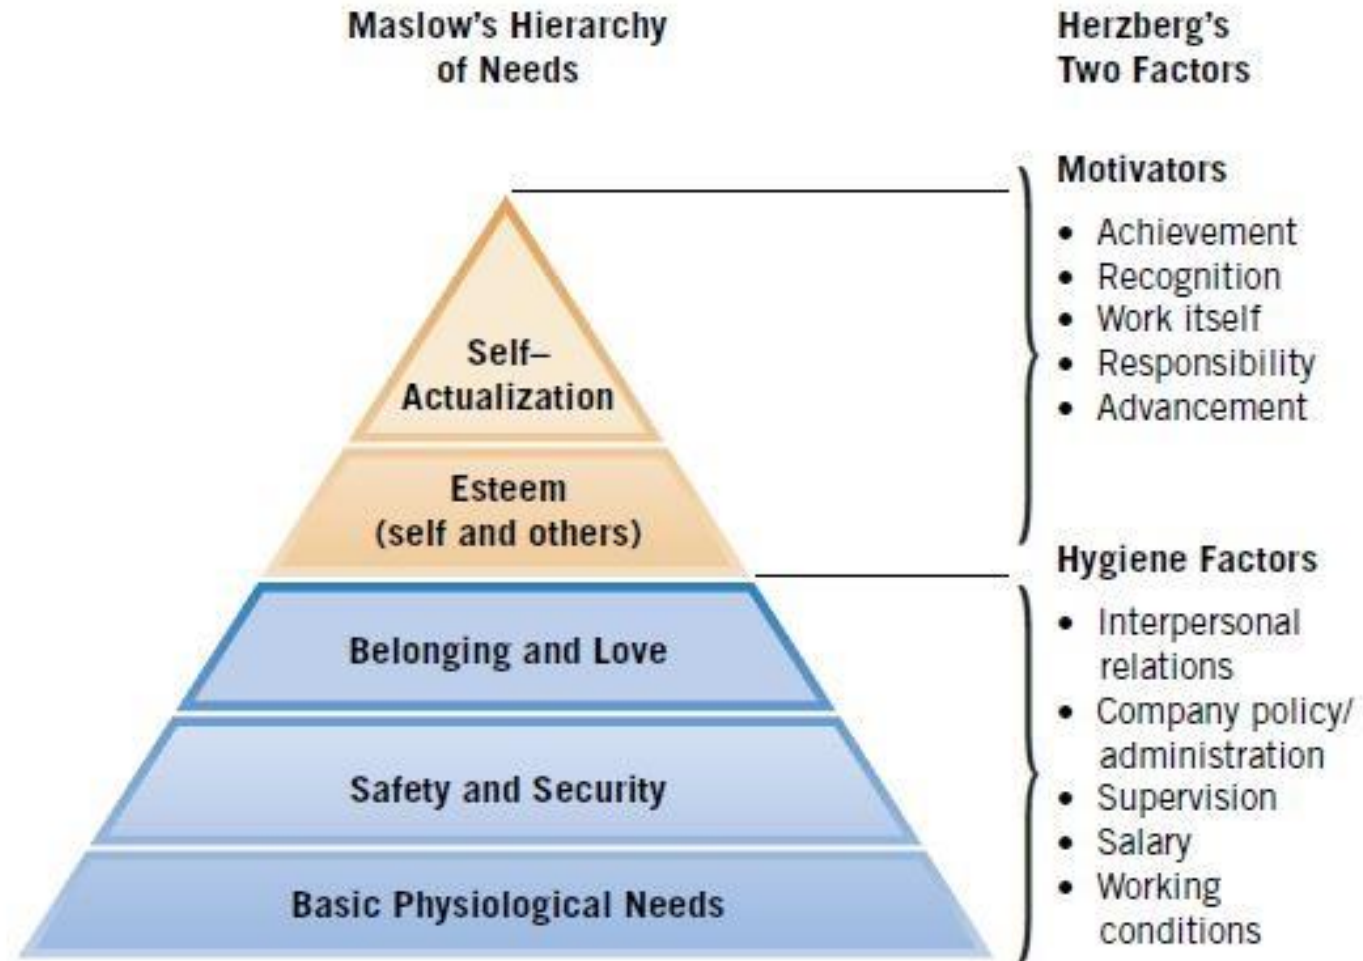 Maslow's Hierarchy
of Needs
Self–
Actualization
Esteem
(self and others)
Belonging and Love
Safety and Security
Basic Physiological Needs
Herzberg's
Two Factors
Motivators
• Achievement
• Recognition
• Work itself
• Responsibility
• Advancement
Hygiene Factors
• Interpersonal
relations
• Company policy/
administration
• Supervision
• Salary
• Working
conditions